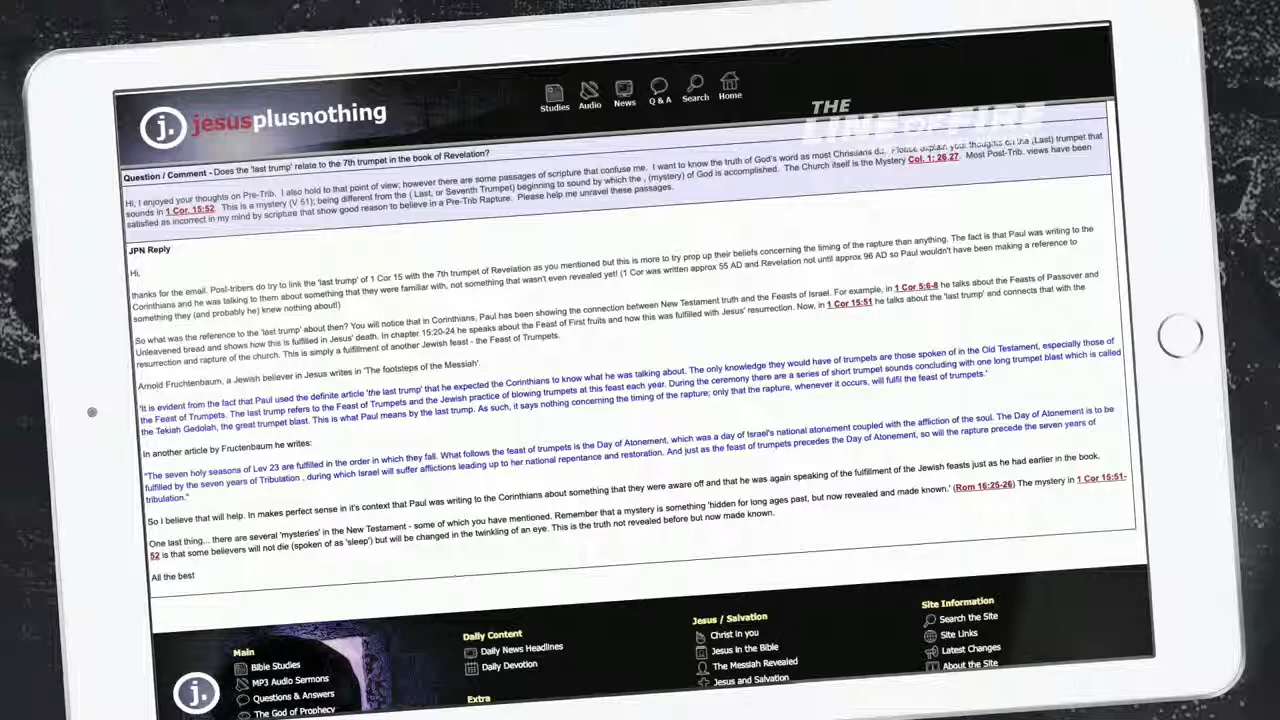 jesusplusnothing
Studies
Audio
News
Q & A
Search
Home
THE
LINE OF FIRE
Question / Comment - Does the 'last trump' relate to the 7th trumpet in the book of Revelation?
Hi, I enjoyed your thoughts on Pre-Trib. I also hold to that point of view; however there are some passages of scripture that confuse me. I want to know the truth of God's word as most Christians do. Please explain your thoughts on the (Last) trumpet that
sounds in 1 Cor. 15:52. This is a mystery (V 51); being different from the ( Last, or Seventh Trumpet) beginning to sound by which the , (mystery) of God is accomplished. The Church itself is the Mystery Col. 1: 26,27. Most Post-Trib. views have been
satisfied as incorrect in my mind by scripture that show good reason to believe in a Pre-Trib Rapture. Please help me unravel these passages.
JPN Reply
Hi,
thanks for the email. Post-tribers do try to link the 'last trump' of 1 Cor 15 with the 7th trumpet of Revelation as you mentioned but this is more to try prop up their beliefs concerning the timing of the rapture than anything. The fact is that Paul was writing to the
Corinthians and he was talking to them about something that they were familiar with, not something that wasn't even revealed yet! (1 Cor was written approx 55 AD and Revelation not until approx 96 AD so Paul wouldn't have been making a reference to
something they (and probably he) knew nothing about!)
So what was the reference to the 'last trump' about then? You will notice that in Corinthians, Paul has been showing the connection between New Testament truth and the Feasts of Israel. For example, in 1 Cor 5:6-8 he talks about the Feasts of Passover and
Unleavened bread and shows how this is fulfilled in Jesus' death. In chapter 15:20-24 he speaks about the Feast of First fruits and how this was fulfilled with Jesus' resurrection. Now, in 1 Cor 15:51 he talks about the 'last trump' and connects that with the
resurrection and rapture of the church. This is simply a fulfillment of another Jewish feast - the Feast of Trumpets.
Arnold Fruchtenbaum, a Jewish believer in Jesus writes in 'The footsteps of the Messiah'.
'It is evident from the fact that Paul used the definite article 'the last trump' that he expected the Corinthians to know what he was talking about. The only knowledge they would have of trumpets are those spoken of in the Old Testament, especially those of
the Feast of Trumpets. The last trump refers to the Feast of Trumpets and the Jewish practice of blowing trumpets at this feast each year. During the ceremony there are a series of short trumpet sounds concluding with one long trumpet blast which is called
the Tekiah Gedolah, the great trumpet blast. This is what Paul means by the last trump. As such, it says nothing concerning the timing of the rapture; only that the rapture, whenever it occurs, will fulfil the feast of trumpets.'
In another article by Fructenbaum he writes:
"The seven holy seasons of Lev 23 are fulfilled in the order in which they fall. What follows the feast of trumpets is the Day of Atonement, which was a day of Israel's national atonement coupled with the affliction of the soul. The Day of Atonement is to be
fulfilled by the seven years of Tribulation , during which Israel will suffer afflictions leading up to her national repentance and restoration. And just as the feast of trumpets precedes the Day of Atonement, so will the rapture precede the seven years of
tribulation."
So I believe that will help. In makes perfect sense in it's context that Paul was writing to the Corinthians about something that they were aware off and that he was again speaking of the fulfillment of the Jewish feasts just as he had earlier in the book.
One last thing... there are several 'mysteries' in the New Testament - some of which you have mentioned. Remember that a mystery is something 'hidden for long ages past, but now revealed and made known.' (Rom 16:25-26) The mystery in 1 Cor 15:51-
52 is that some believers will not die (spoken of as 'sleep') but will be changed in the twinkling of an eye. This is the truth not revealed before but now made known.
All the best
j.
Main
Bible Studies
MP3 Audio Sermons
Questions & Answers
The God of Prophecy
Daily Content
Daily News Headlines
Daily Devotion
Extra
Jesus / Salvation
Christ in you
Jesus in the Bible
The Messiah Revealed
Jesus and Salvation
Site Information
Search the Site
Site Links
Latest Changes
About the Site